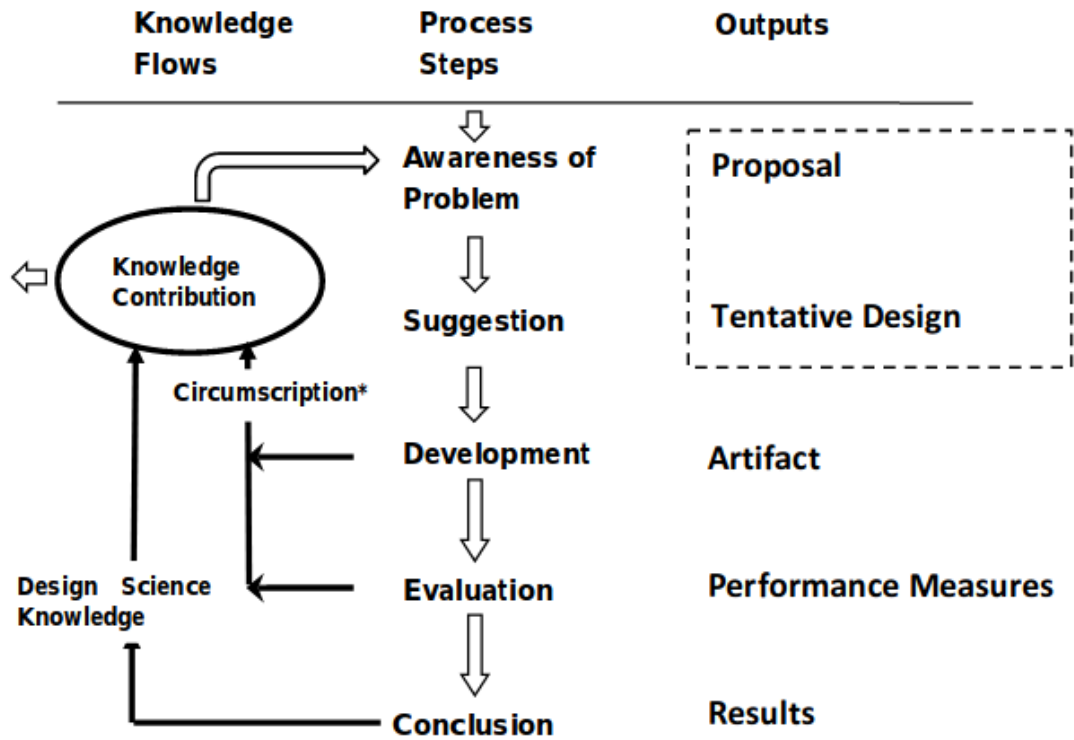 Knowledge
Flows
Process
Steps
Outputs
Awareness of
Problem
Proposal
Knowledge
Contribution
Suggestion
Tentative Design
Circumscription*
Development
Artifact
Design Science
Knowledge
Evaluation
Performance Measures
Conclusion
Results